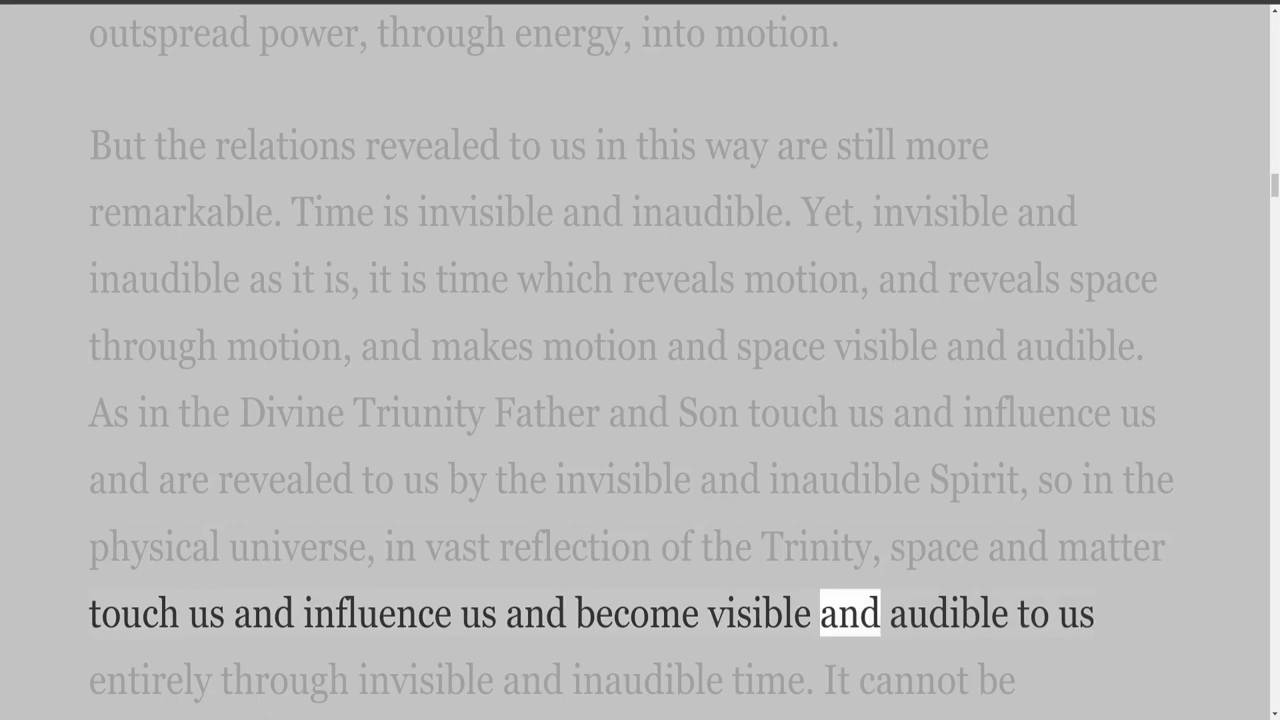 outspread power, through energy, into motion.
But the relations revealed to us in this way are still more
remarkable. Time is invisible and inaudible. Yet, invisible and
inaudible as it is, it is time which reveals motion, and reveals space
through motion, and makes motion and space visible and audible.
As in the Divine Triunity Father and Son touch us and influence us
and are revealed to us by the invisible and inaudible Spirit, so in the
physical universe, in vast reflection of the Trinity, space and matter
touch us and influence us and become visible and audible to us
entirely through invisible and inaudible time. It cannot be